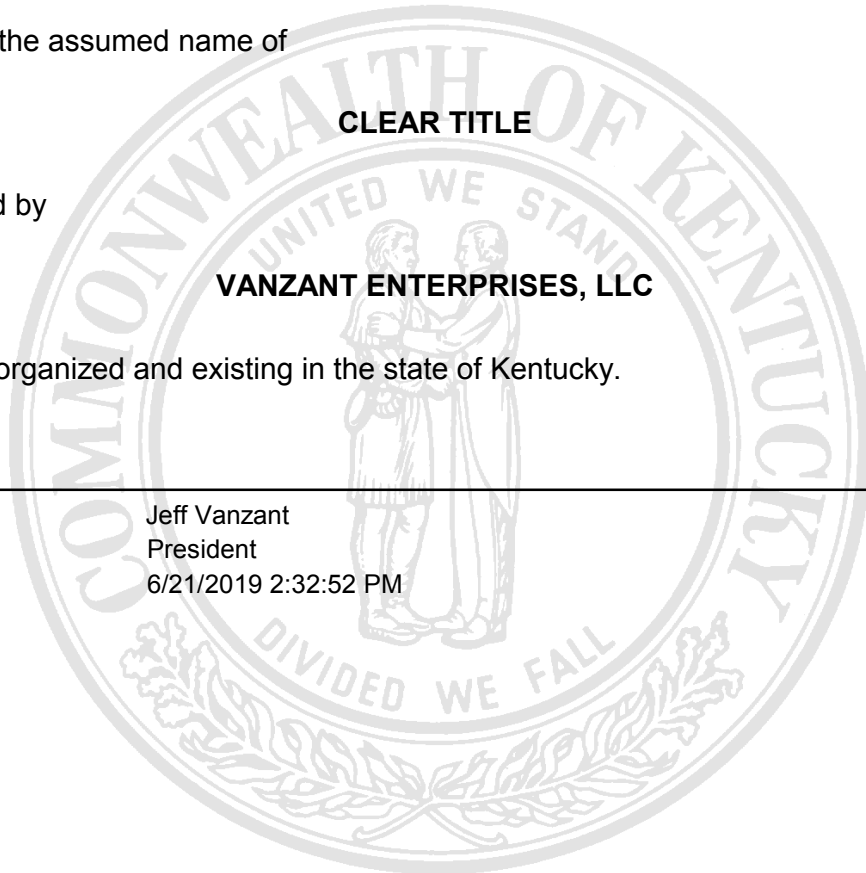 the assumed name of
CLEAR TITLE
d by
VANZANT ENTERPRISES, LLC
organized and existing in the state of Kentucky.
Jeff Vanzant
President
6/21/2019 2:32:52 PM
COMMONWEALTH OF KENTUCKY
UNITED WE STAND
DIVIDED WE FALL